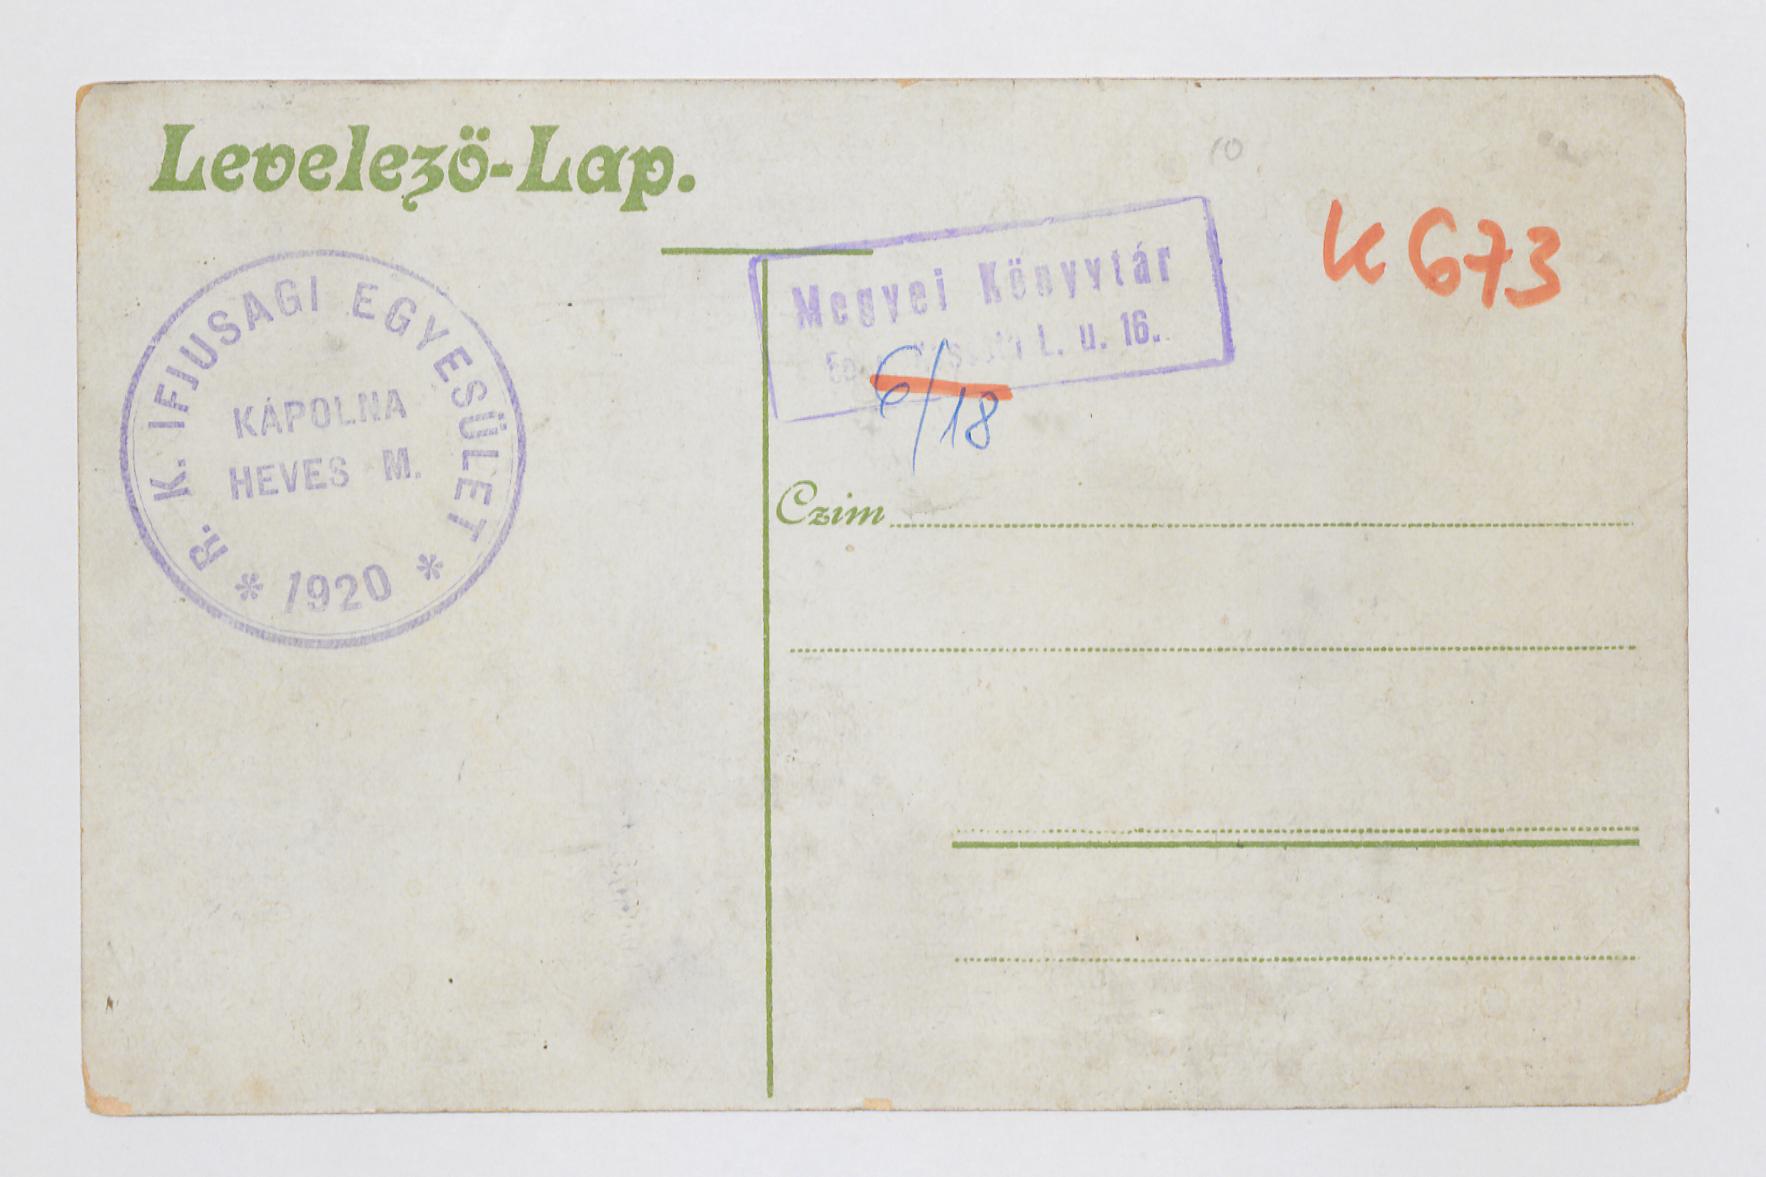 Levelező-Lap.
10
K 673
Megyei Könyvtár
L. u. 16.
6/18
R. K. IFJUSAGI EGYESÜLET
KÁPOLNA
HEVES M.
* 1920 *
Czim